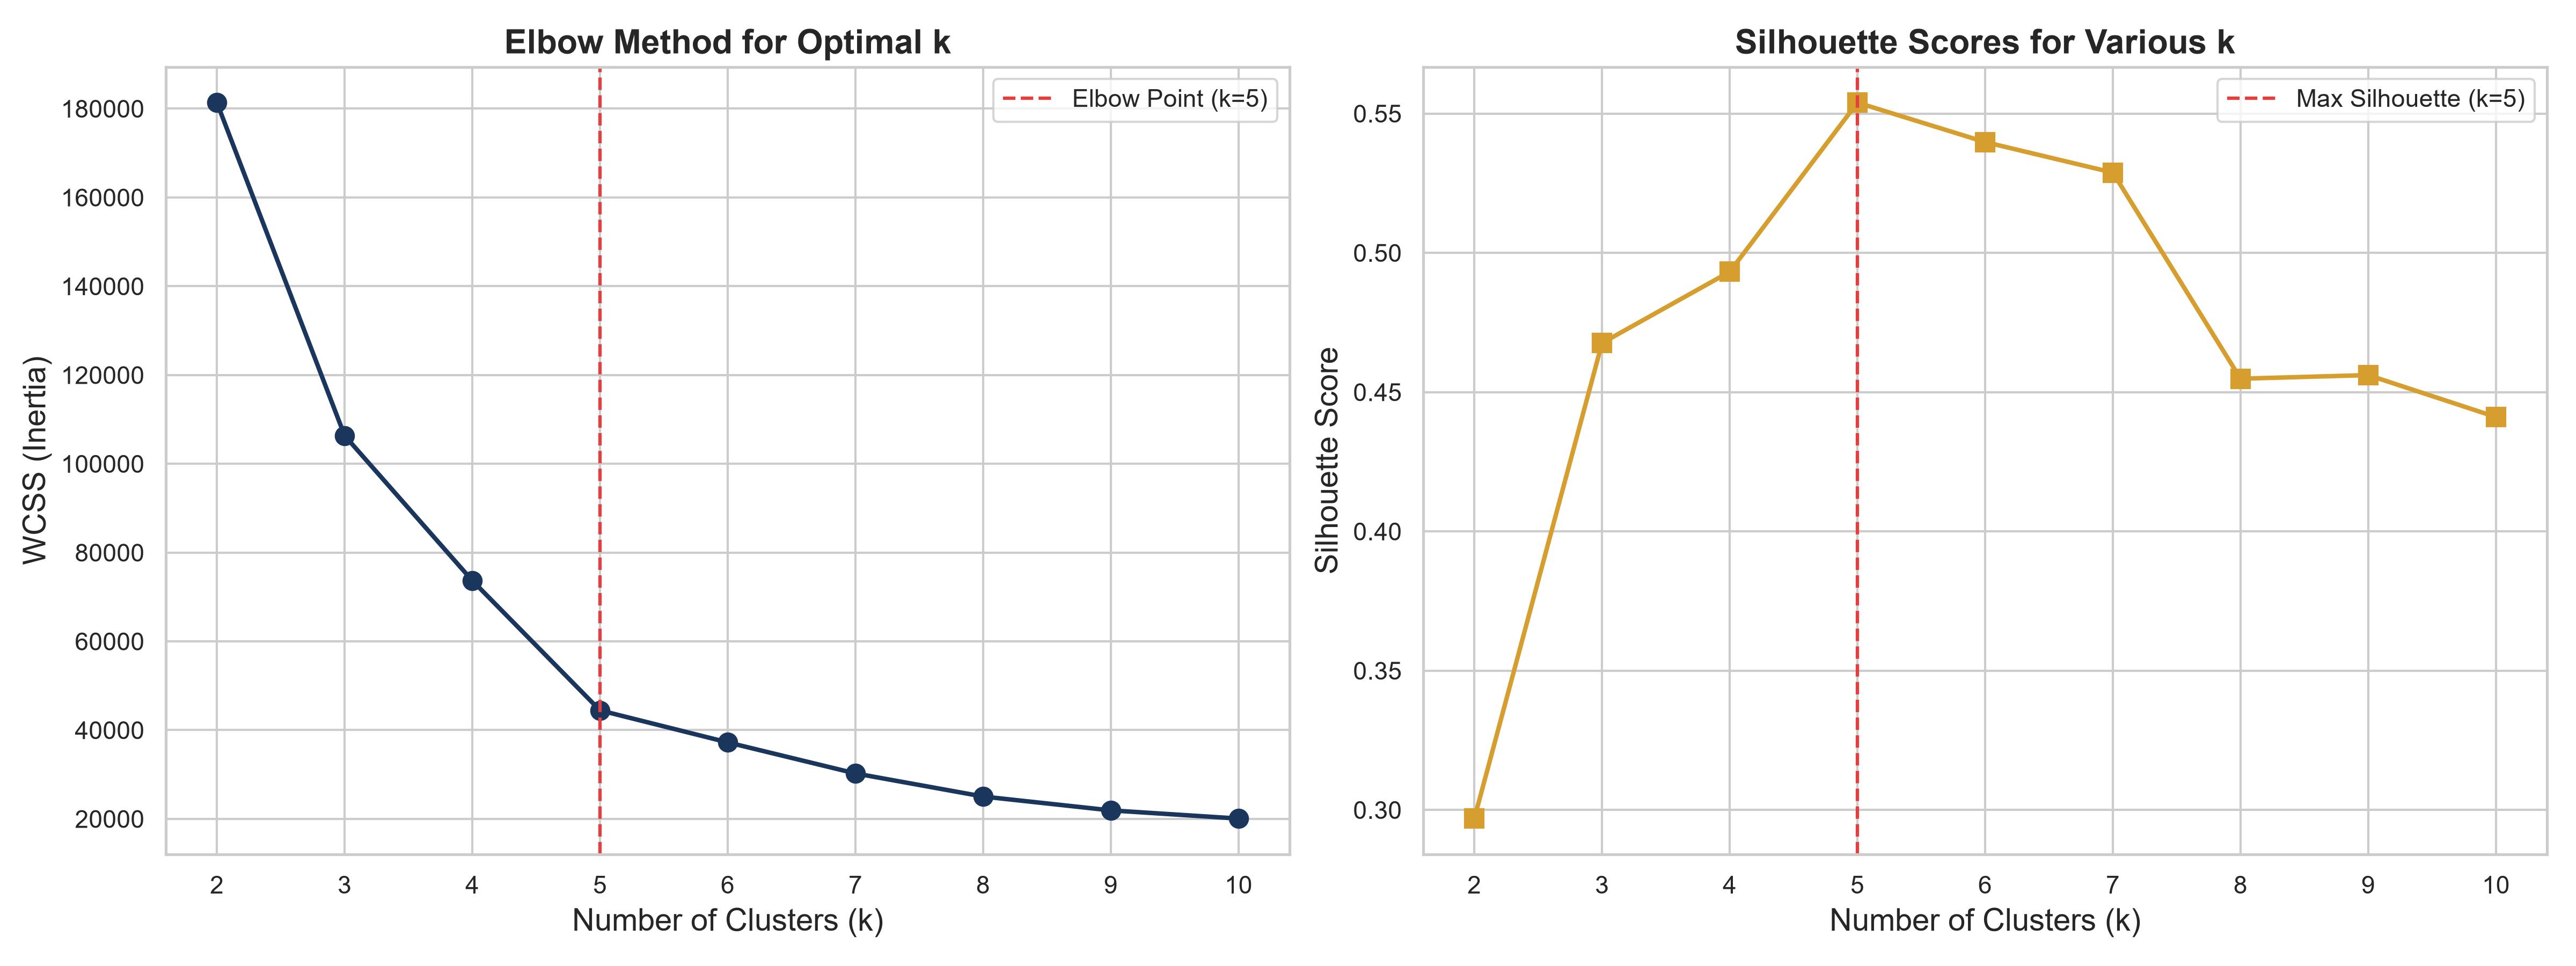 Elbow Method for Optimal k
Elbow Point (k=5)
WCSS (Inertia)
180000
160000
140000
120000
100000
80000
60000
40000
20000
2 3 4 5 6 7 8 9 10
Number of Clusters (k)
Silhouette Scores for Various k
Max Silhouette (k=5)
Silhouette Score
0.55
0.50
0.45
0.40
0.35
0.30
2 3 4 5 6 7 8 9 10
Number of Clusters (k)